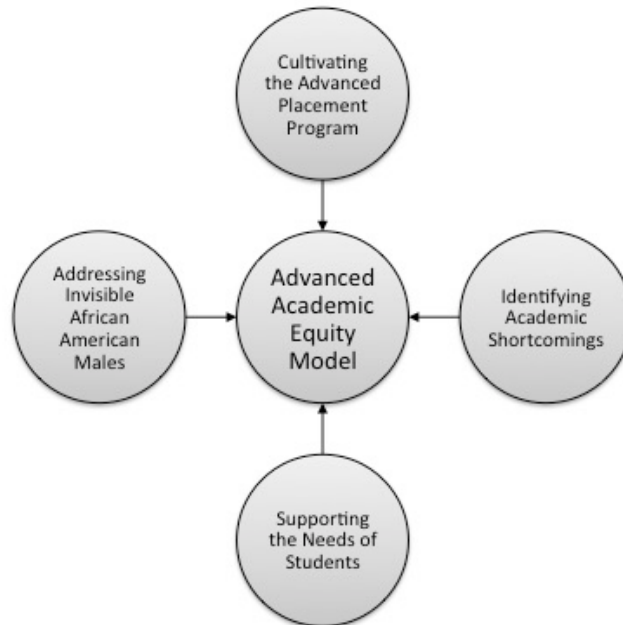 Cultivating
the Advanced
Placement
Program
Addressing
Invisible
African
American
Males
Advanced
Academic
Equity
Model
Identifying
Academic
Shortcomings
Supporting
the Needs of
Students